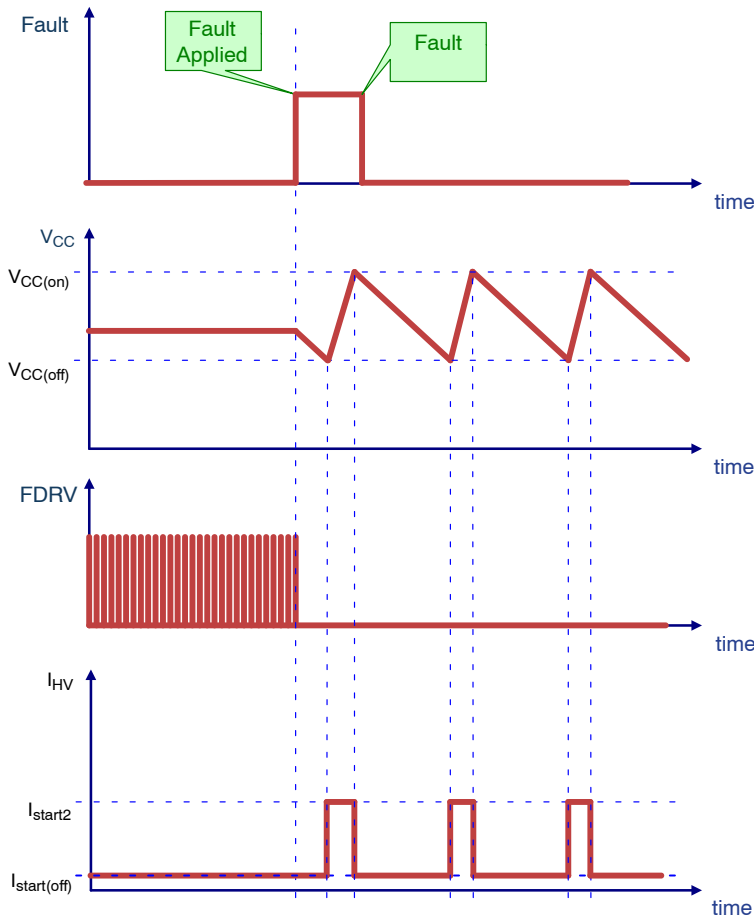 Fault
Fault
Applied
Fault
time
VCC
VCC(on)
VCC(off)
time
FDRV
time
IHV
Istart2
Istart(off)
time